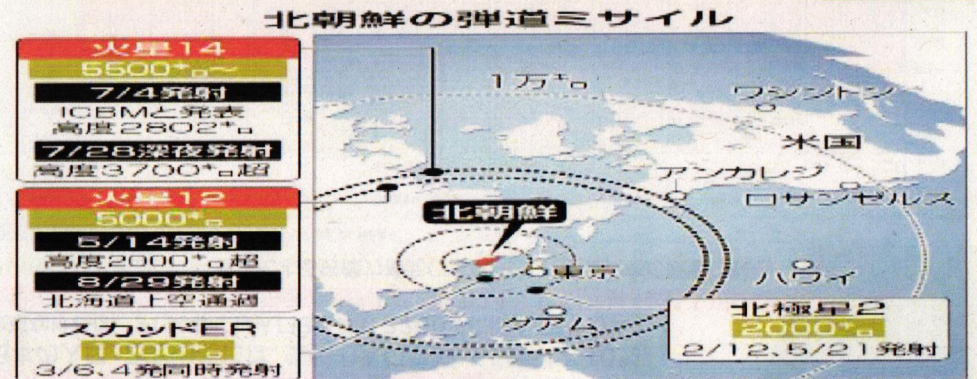 北朝鮮の弾道ミサイル
火星14
5500㌔～
7/4発射
ICBMと発表
高度2802㌔
7/28深夜発射
高度3700㌔超
火星12
5000㌔
5/14発射
高度2000㌔超
8/29発射
北海道上空通過
スカッドER
1000㌔
3/6、4発同時発射
1万㌔
ワシントン
米国
アンカレジ
ロサンゼルス
北朝鮮
東京
ハワイ
グアム
北極星2
2000㌔
2/12、5/21発射